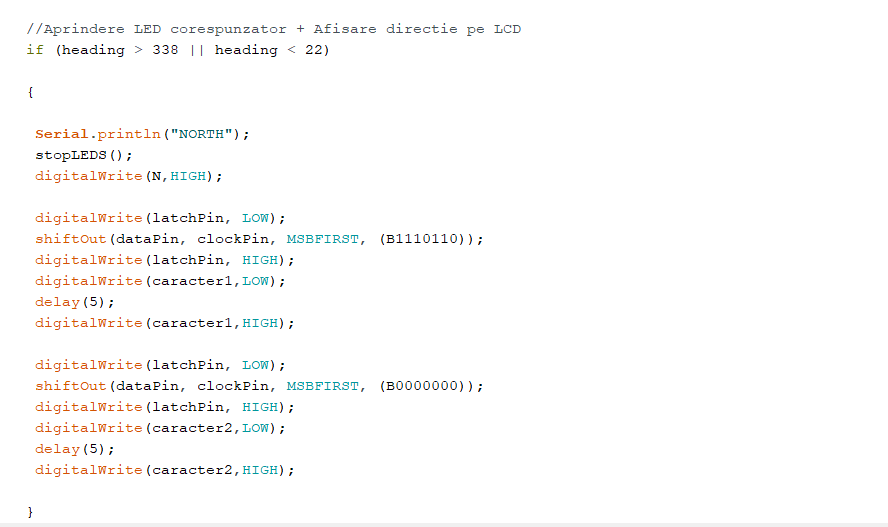 //Aprindere LED corespunzator + Afisare directie pe LCD
if (heading > 338 || heading < 22)
{
Serial.println("NORTH");
stopLEDS();
digitalWrite(N,HIGH);
digitalWrite(latchPin, LOW);
shiftOut(dataPin, clockPin, MSBFIRST, (B1110110));
digitalWrite(latchPin, HIGH);
digitalWrite(caracter1,LOW);
delay(5);
digitalWrite(caracter1,HIGH);
digitalWrite(latchPin, LOW);
shiftOut(dataPin, clockPin, MSBFIRST, (B0000000));
digitalWrite(latchPin, HIGH);
digitalWrite(caracter2,LOW);
delay(5);
digitalWrite(caracter2,HIGH);
}